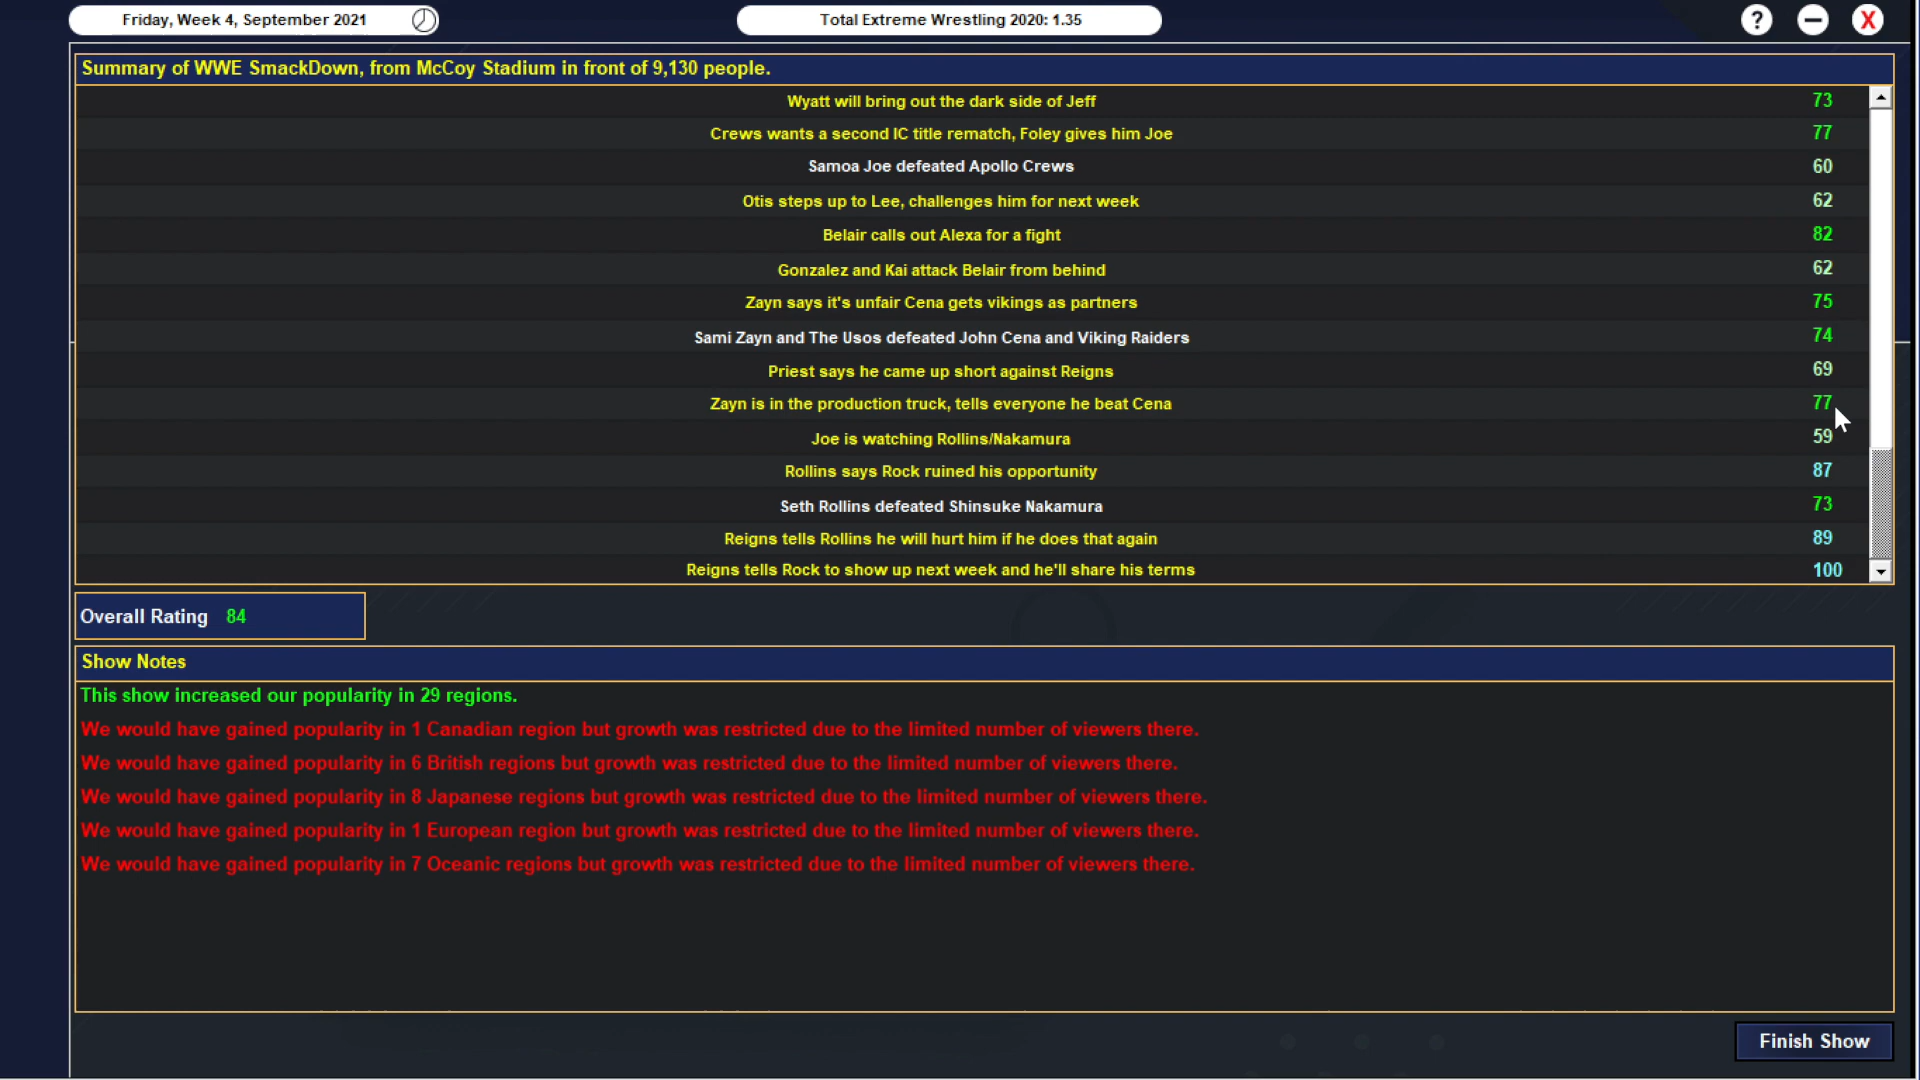 Friday, Week 4, September 2021
Total Extreme Wrestling 2020: 1.35
?
X
Summary of WWE SmackDown, from McCoy Stadium in front of 9,130 people.
Wyatt will bring out the dark side of Jeff 73
Crews wants a second IC title rematch, Foley gives him Joe 77
Samoa Joe defeated Apollo Crews 60
Otis steps up to Lee, challenges him for next week 62
Belair calls out Alexa for a fight 82
Gonzalez and Kai attack Belair from behind 62
Zayn says it's unfair Cena gets vikings as partners 75
Sami Zayn and The Usos defeated John Cena and Viking Raiders 74
Priest says he came up short against Reigns 69
Zayn is in the production truck, tells everyone he beat Cena 77
Joe is watching Rollins/Nakamura 59
Rollins says Rock ruined his opportunity 87
Seth Rollins defeated Shinsuke Nakamura 73
Reigns tells Rollins he will hurt him if he does that again 89
Reigns tells Rock to show up next week and he'll share his terms 100
Overall Rating 84
Show Notes
This show increased our popularity in 29 regions.
We would have gained popularity in 1 Canadian region but growth was restricted due to the limited number of viewers there.
We would have gained popularity in 6 British regions but growth was restricted due to the limited number of viewers there.
We would have gained popularity in 8 Japanese regions but growth was restricted due to the limited number of viewers there.
We would have gained popularity in 1 European region but growth was restricted due to the limited number of viewers there.
We would have gained popularity in 7 Oceanic regions but growth was restricted due to the limited number of viewers there.
Finish Show